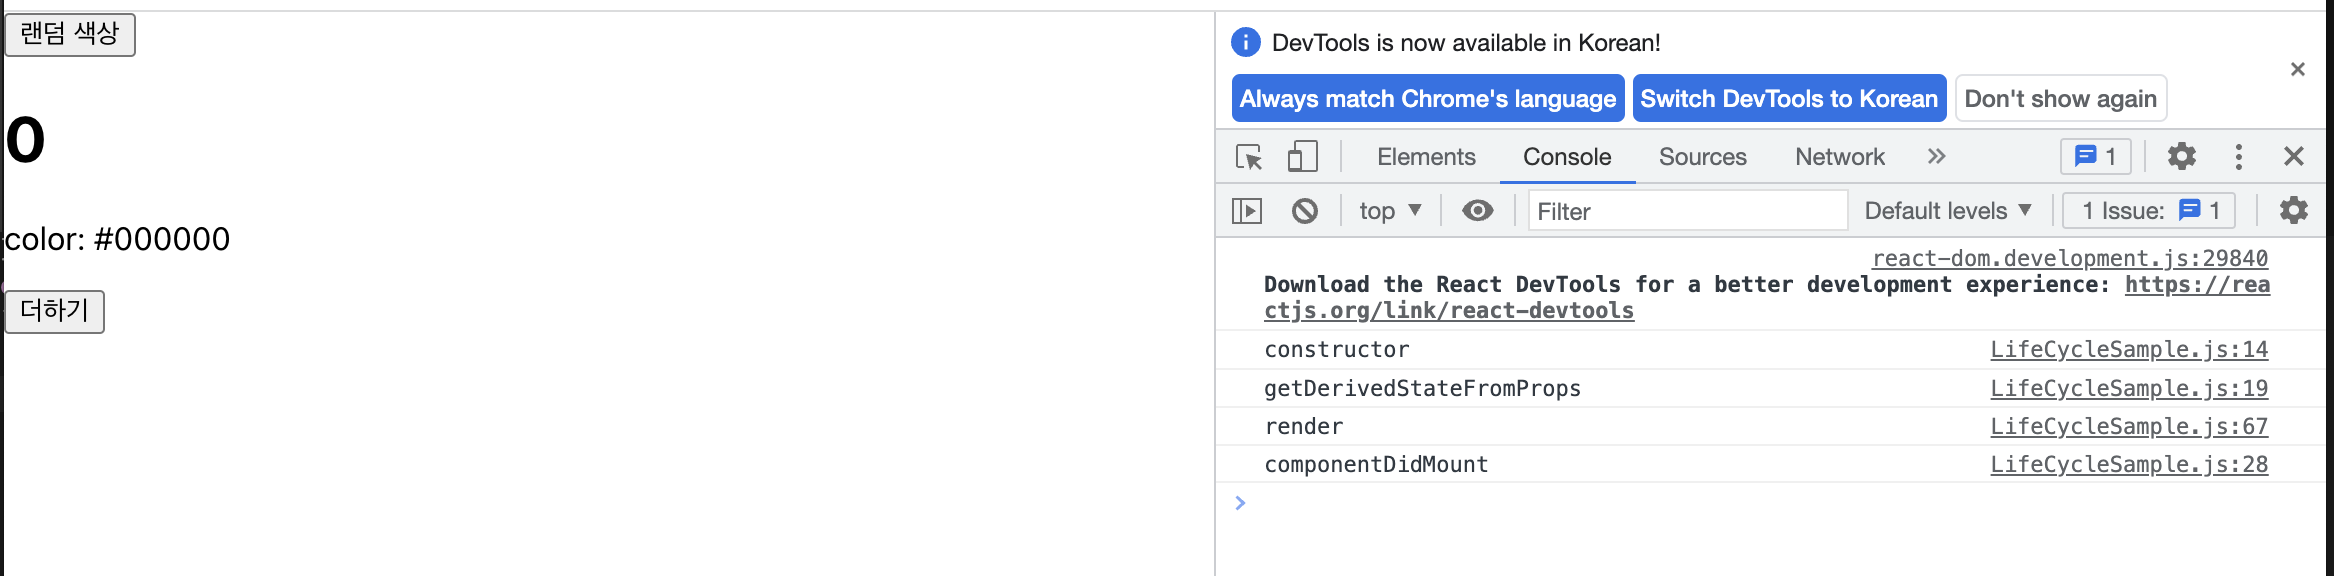 랜덤 색상
0
color: #000000
더하기
DevTools is now available in Korean!
Always match Chrome's language Switch DevTools to Korean Don't show again
Elements Console Sources Network 1
top Filter Default levels 1 Issue: 1
react-dom.development.js:29840
Download the React DevTools for a better development experience: https://rea
ctjs.org/link/react-devtools
constructor LifeCycleSample.js:14
getDerivedStateFromProps LifeCycleSample.js:19
render LifeCycleSample.js:67
componentDidMount LifeCycleSample.js:28